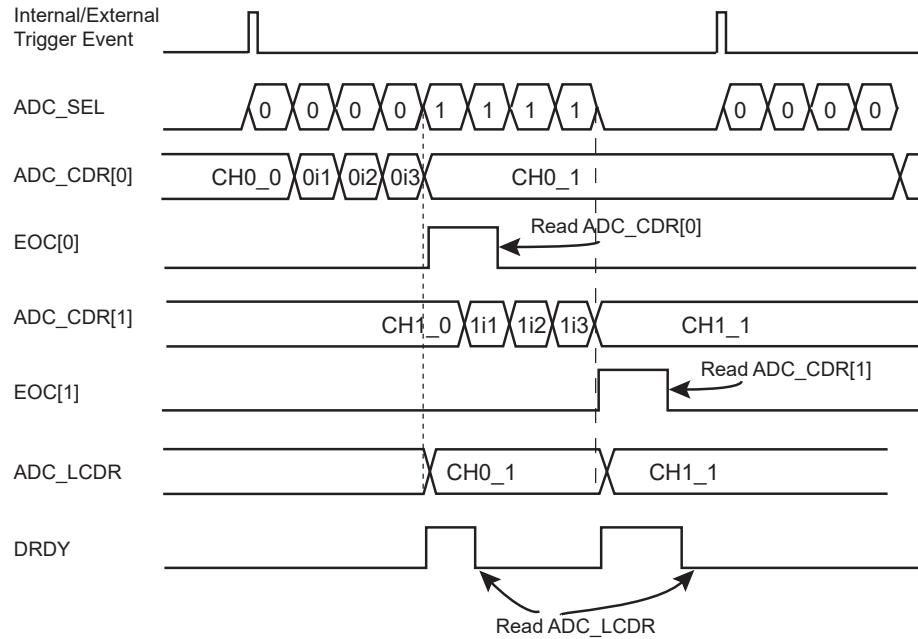 Internal/External
Trigger Event
ADC_SEL 0 0 0 0 1 1 1 1 0 0 0 0
ADC_CDR[0] CH0_0 0i1 0i2 0i3 CH0_1
EOC[0] Read ADC_CDR[0]
ADC_CDR[1] CH1_0 1i1 1i2 1i3 CH1_1
EOC[1] Read ADC_CDR[1]
ADC_LCDR CH0_1 CH1_1
DRDY
Read ADC_LCDR